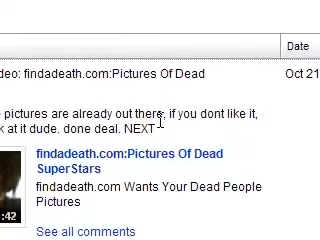 Date
deo: findadeath.com:Pictures Of Dead
Oct 21
pictures are already out there, if you dont like it,
k at it dude. done deal. NEXT
findadeath.com:Pictures Of Dead
SuperStars
findadeath.com Wants Your Dead People
Pictures
:42
See all comments